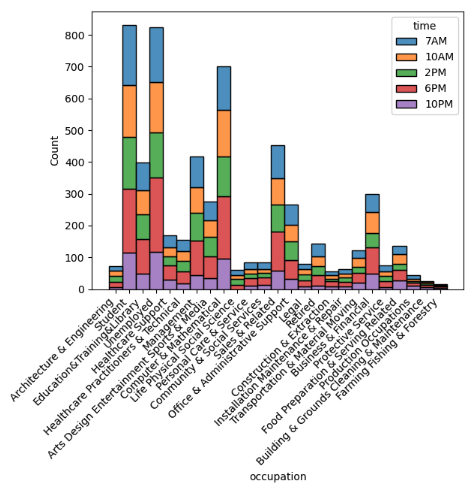 time
7AM
10AM
2PM
6PM
10PM
Count
800
700
600
500
400
300
200
100
0
Architecture & Engineering
Student
Education&Training&Library
Unemployed
Healthcare Support
Healthcare Practitioners & Technical
Management
Arts Design Entertainment Sports & Media
Computer & Mathematical
Life Physical Social Science
Personal Care & Service
Community & Social Services
Sales & Related
Office & Administrative Support
Legal
Retired
Construction & Extraction
Installation Maintenance & Repair
Transportation & Material Moving
Business & Financial
Protective Service
Food Preparation & Serving Related
Production Occupations
Building & Grounds Cleaning & Maintenance
Farming Fishing & Forestry
occupation